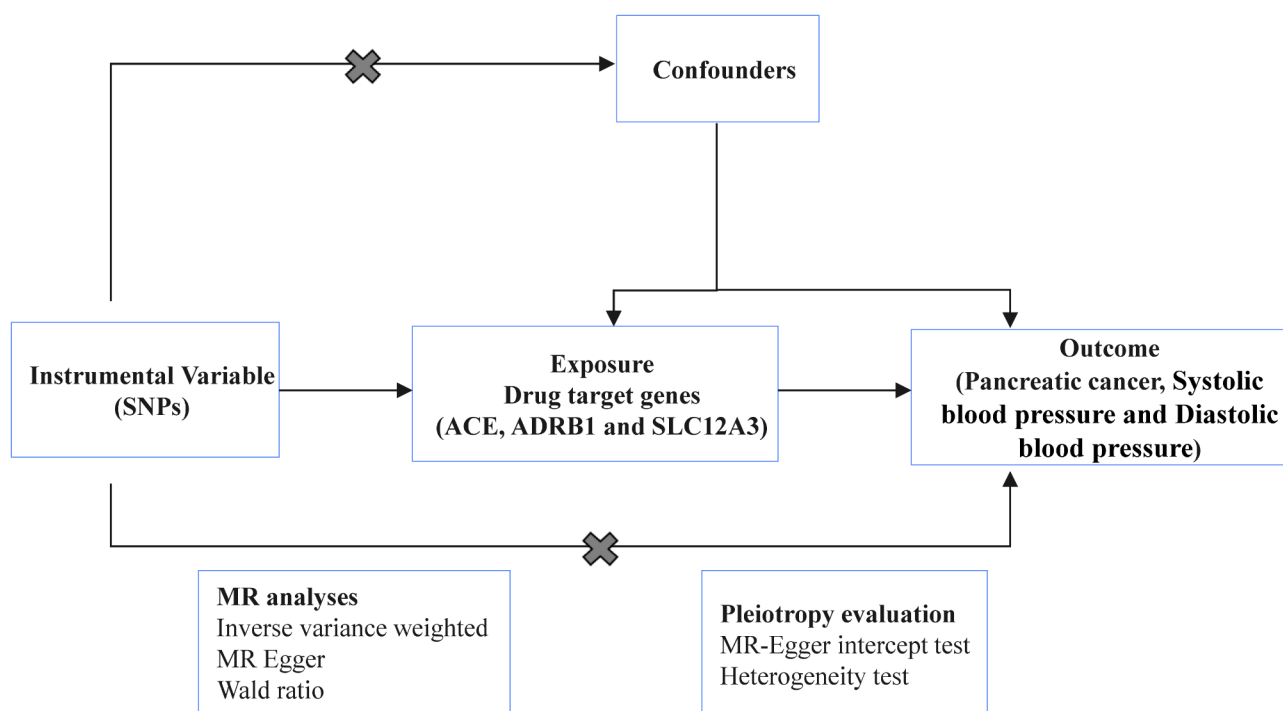 Confounders
Instrumental Variable
(SNPs)
Exposure
Drug target genes
(ACE, ADRB1 and SLC12A3)
Outcome
(Pancreatic cancer, Systolic
blood pressure and Diastolic
blood pressure)
MR analyses
Inverse variance weighted
MR Egger
Wald ratio
Pleiotropy evaluation
MR-Egger intercept test
Heterogeneity test